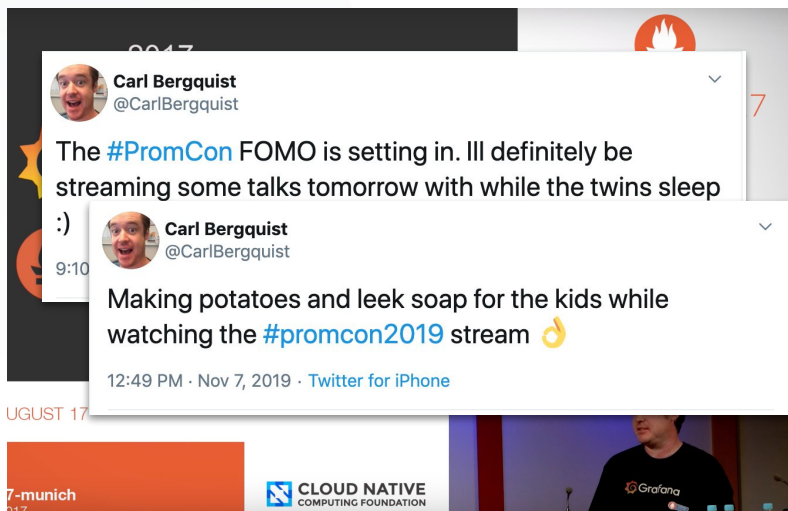 2017
7
Carl Bergquist
@CarlBergquist
The #PromCon FOMO is setting in. Ill definitely be
streaming some talks tomorrow with while the twins sleep
:)
9:10
Carl Bergquist
@CarlBergquist
Making potatoes and leek soap for the kids while
watching the #promcon2019 stream 👌
12:49 PM · Nov 7, 2019 · Twitter for iPhone
UGUST 17
7-munich
017
CLOUD NATIVE
COMPUTING FOUNDATION
Grafana